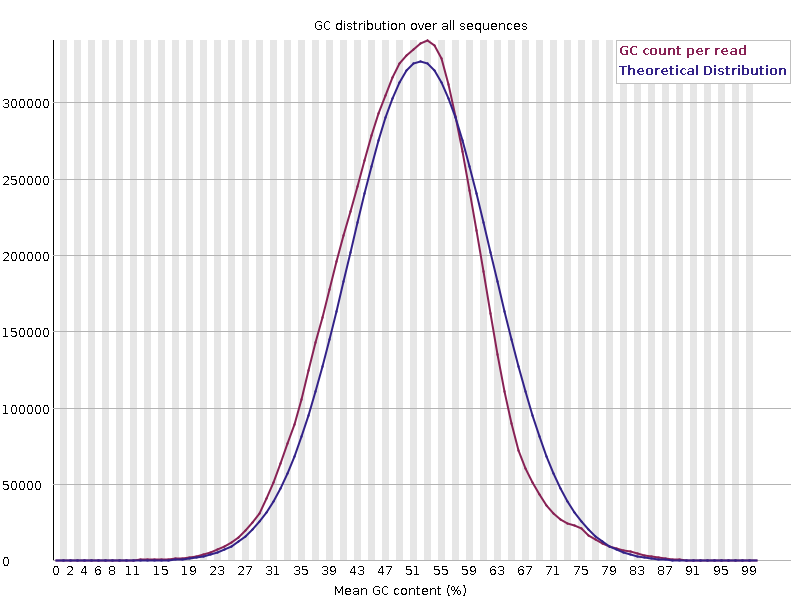 GC distribution over all sequences
GC count per read
Theoretical Distribution
300000
250000
200000
150000
100000
50000
0
0 2 4 6 8 11 15 19 23 27 31 35 39 43 47 51 55 59 63 67 71 75 79 83 87 91 95 99
Mean GC content (%)